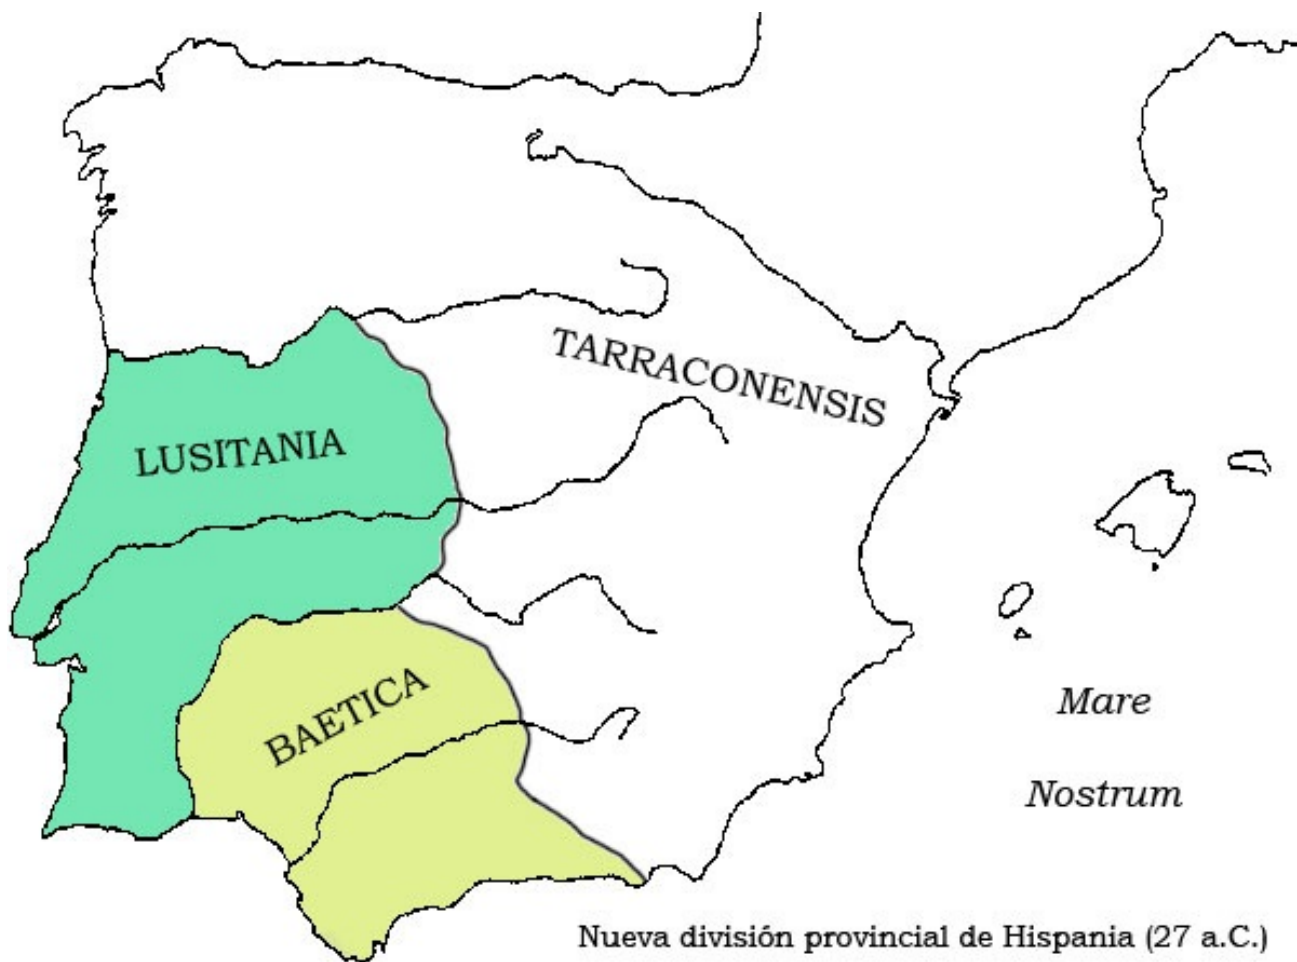 TARRACONENSIS
LUSITANIA
BAETICA
Mare
Nostrum
Nueva división provincial de Hispania (27 a.C.)